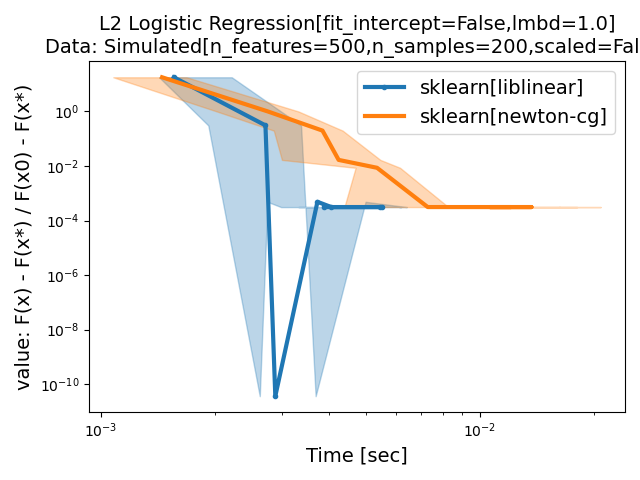 L2 Logistic Regression[fit_intercept=False,lmbd=1.0]
Data: Simulated[n_features=500,n_samples=200,scaled=Fal
sklearn[liblinear]
sklearn[newton-cg]
value: F(x) - F(x*) / F(x0) - F(x*)
10⁰
10⁻²
10⁻⁴
10⁻⁶
10⁻⁸
10⁻¹⁰
10⁻³
10⁻²
Time [sec]